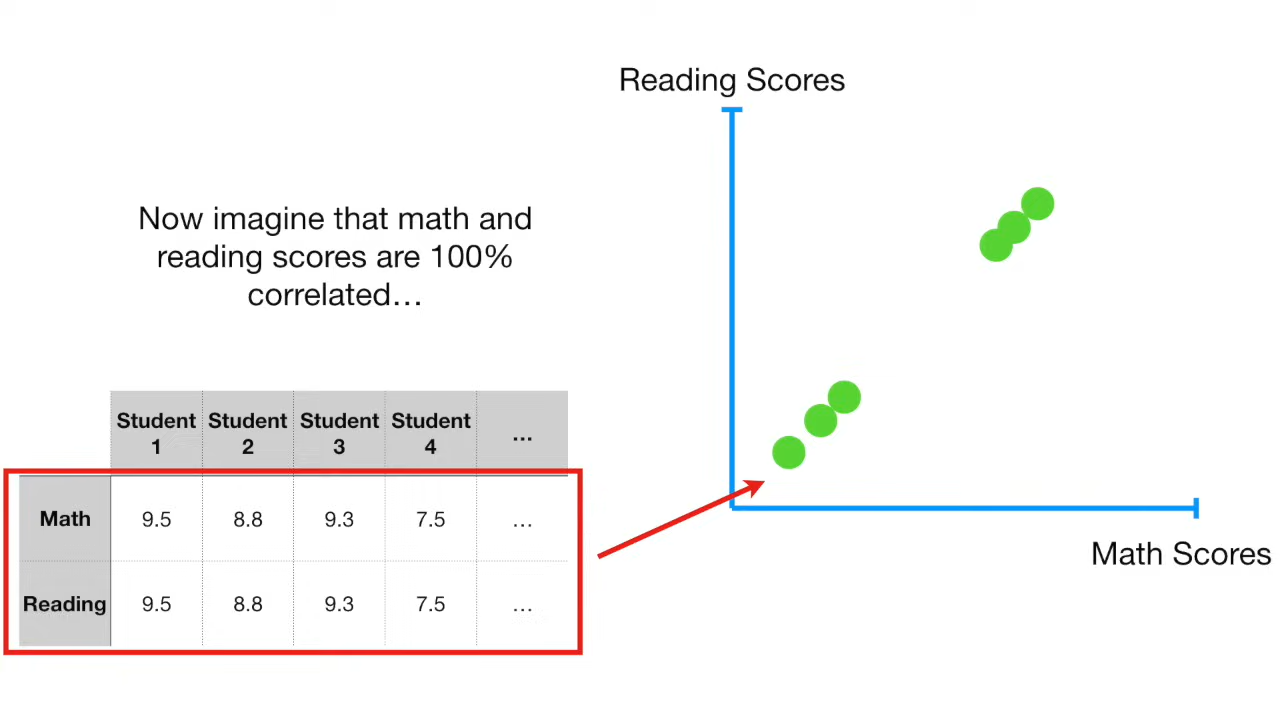 Reading Scores
Now imagine that math and
reading scores are 100%
correlated…
Student 1 Student 2 Student 3 Student 4 …
Math 9.5 8.8 9.3 7.5 …
Reading 9.5 8.8 9.3 7.5 …
Math Scores